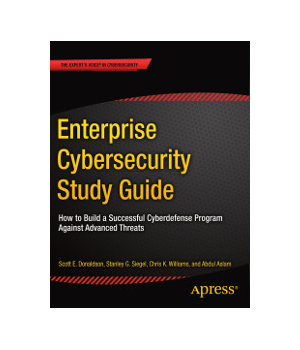 THE EXPERT'S VOICE® IN CYBERSECURITY
Enterprise
Cybersecurity
Study Guide
How to Build a Successful Cyberdefense Program
Against Advanced Threats
Scott E. Donaldson, Stanley G. Siegel, Chris K. Williams, and Abdul Aslam
Apress®